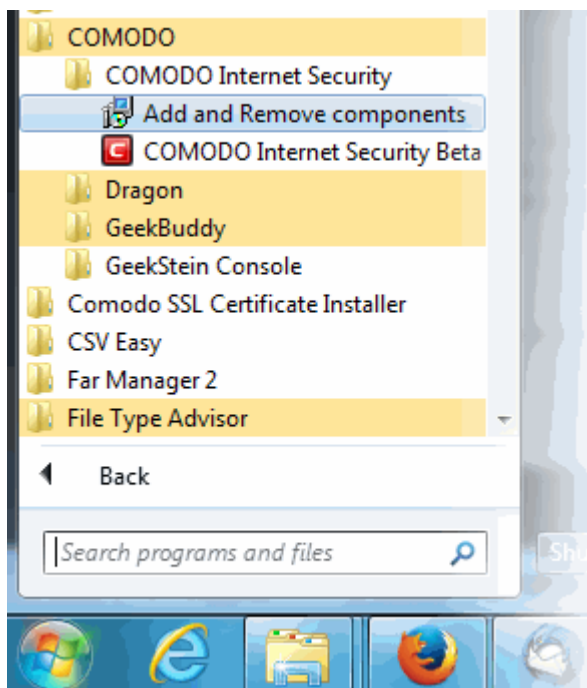 COMODO
COMODO Internet Security
Add and Remove components
COMODO Internet Security Beta
Dragon
GeekBuddy
GeekStein Console
Comodo SSL Certificate Installer
CSV Easy
Far Manager 2
File Type Advisor
Back
Search programs and files
Shu